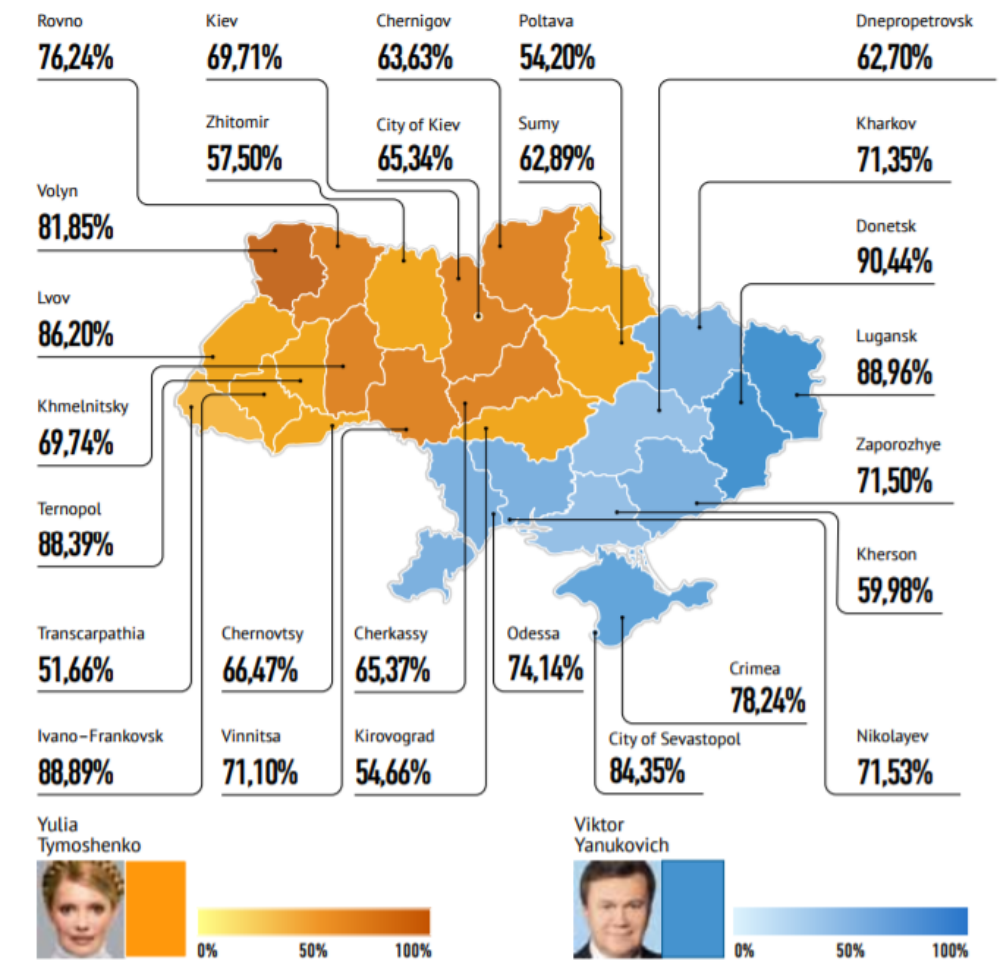 Rovno
76,24%
Kiev
69,71%
Chernigov
63,63%
Poltava
54,20%
Dnepropetrovsk
62,70%
Zhitomir
57,50%
City of Kiev
65,34%
Sumy
62,89%
Kharkov
71,35%
Volyn
81,85%
Donetsk
90,44%
Lvov
86,20%
Lugansk
88,96%
Khmelnitsky
69,74%
Zaporozhye
71,50%
Ternopol
88,39%
Kherson
59,98%
Transcarpathia
51,66%
Chernovtsy
66,47%
Cherkassy
65,37%
Odessa
74,14%
Crimea
78,24%
Ivano–Frankovsk
88,89%
Vinnitsa
71,10%
Kirovograd
54,66%
City of Sevastopol
84,35%
Nikolayev
71,53%
Yulia
Tymoshenko
0% 50% 100%
Viktor
Yanukovich
0% 50% 100%